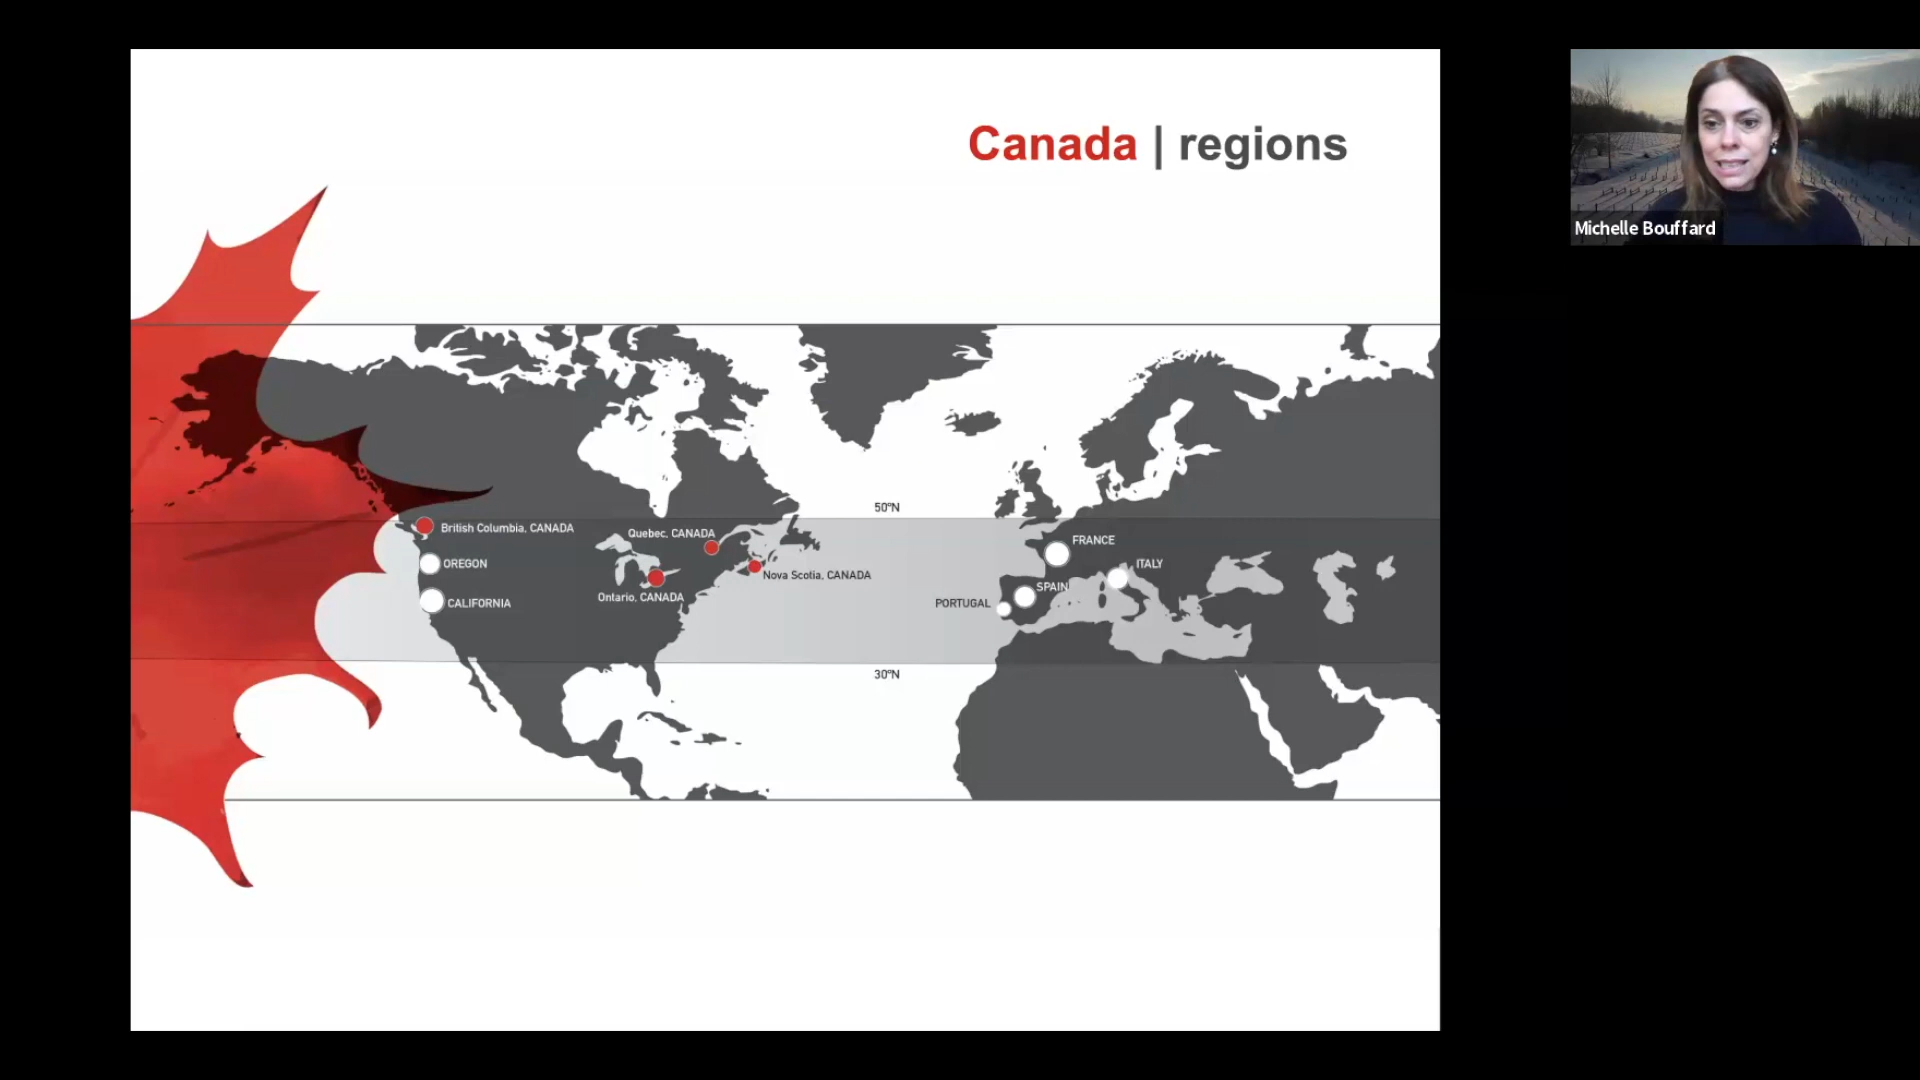 Canada | regions
Michelle Bouffard
50°N
British Columbia, CANADA
Quebec, CANADA
FRANCE
OREGON
ITALY
Nova Scotia, CANADA
SPAIN
Ontario, CANADA
CALIFORNIA
PORTUGAL
30°N